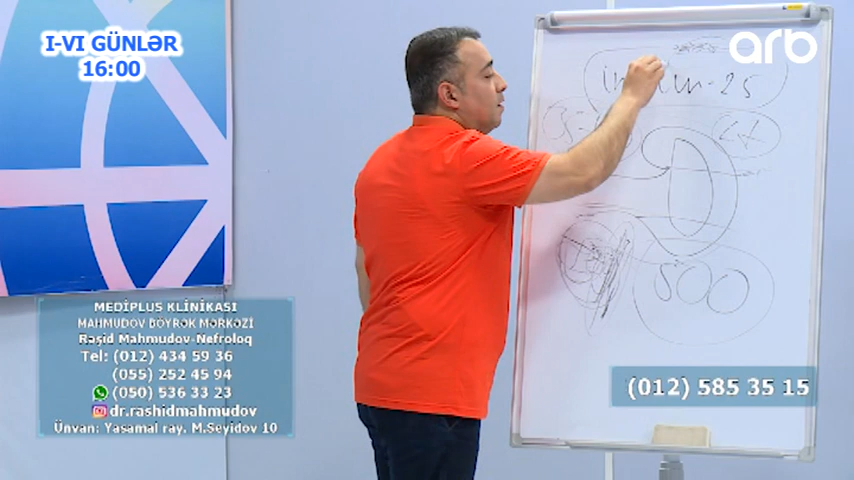 I-VI GÜNLƏR
16:00
arb
MEDİPLUS KLİNİKASI
MAHMUDOV BÖYRƏK MƏRKƏZİ
Rəşid Mahmudov-Nefroloq
Tel: (012) 434 59 36
(055) 252 45 94
(050) 536 33 23
dr.rashidmahmudov
Ünvan: Yasamal ray. M.Seyidov 10
(012) 585 35 15
500